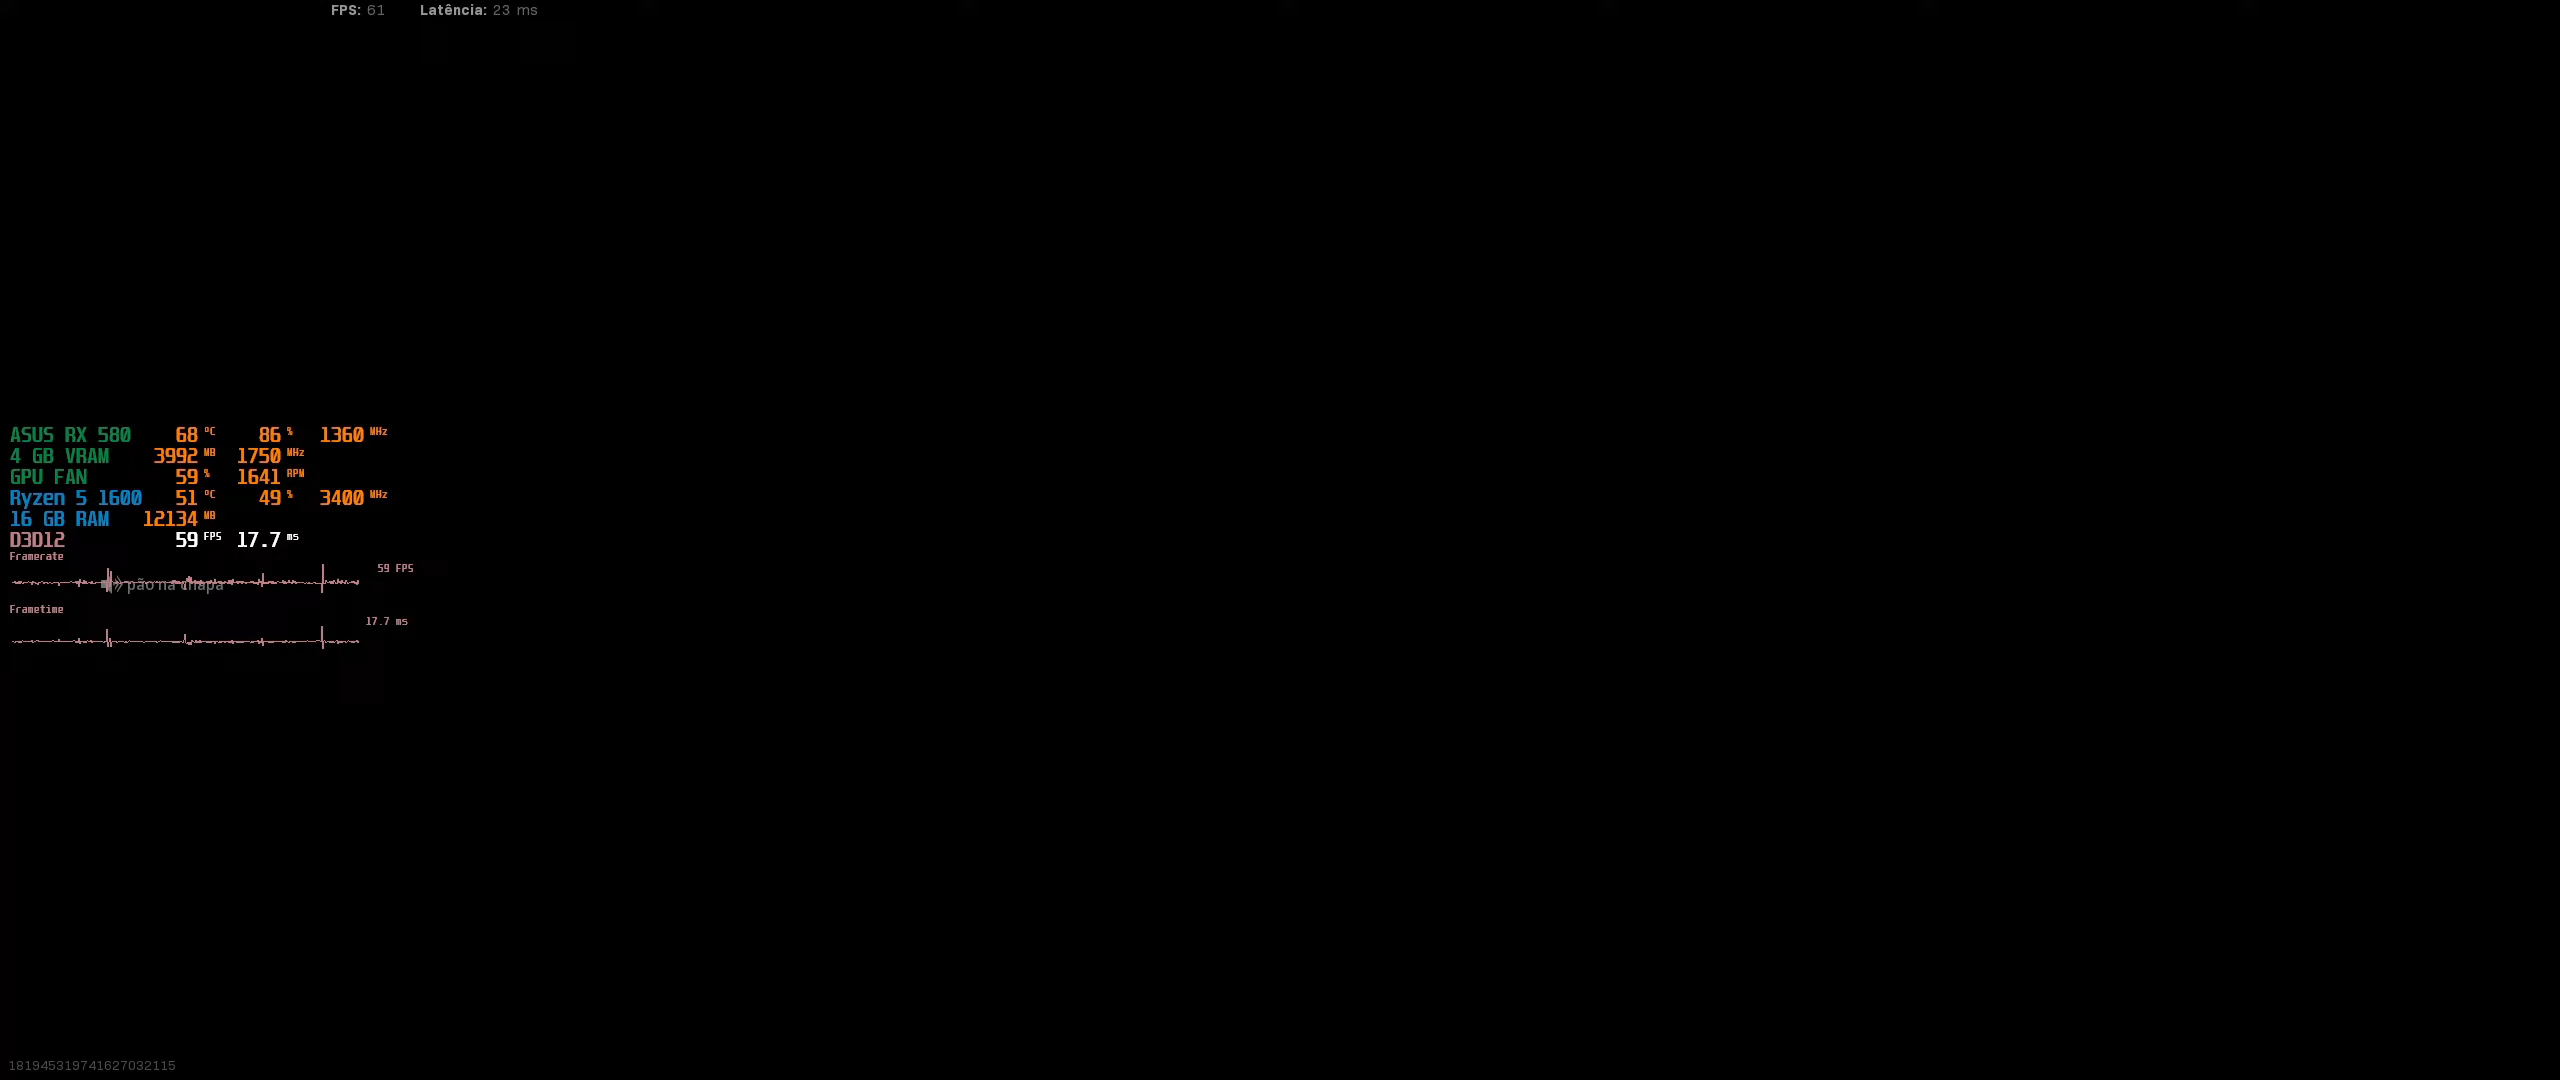 FPS: 61 Latência: 23 ms
ASUS RX 580 68 °C 86 % 1360 MHz
4 GB VRAM 3992 MB 1750 MHz
GPU FAN 59 % 1641 RPM
Ryzen 5 1600 51 °C 49 % 3400 MHz
16 GB RAM 12134 MB
D3D12 59 FPS 17.7 ms
Framerate
59 FPS
pão na chapa
Frametime
17.7 ms
181945319741627032115